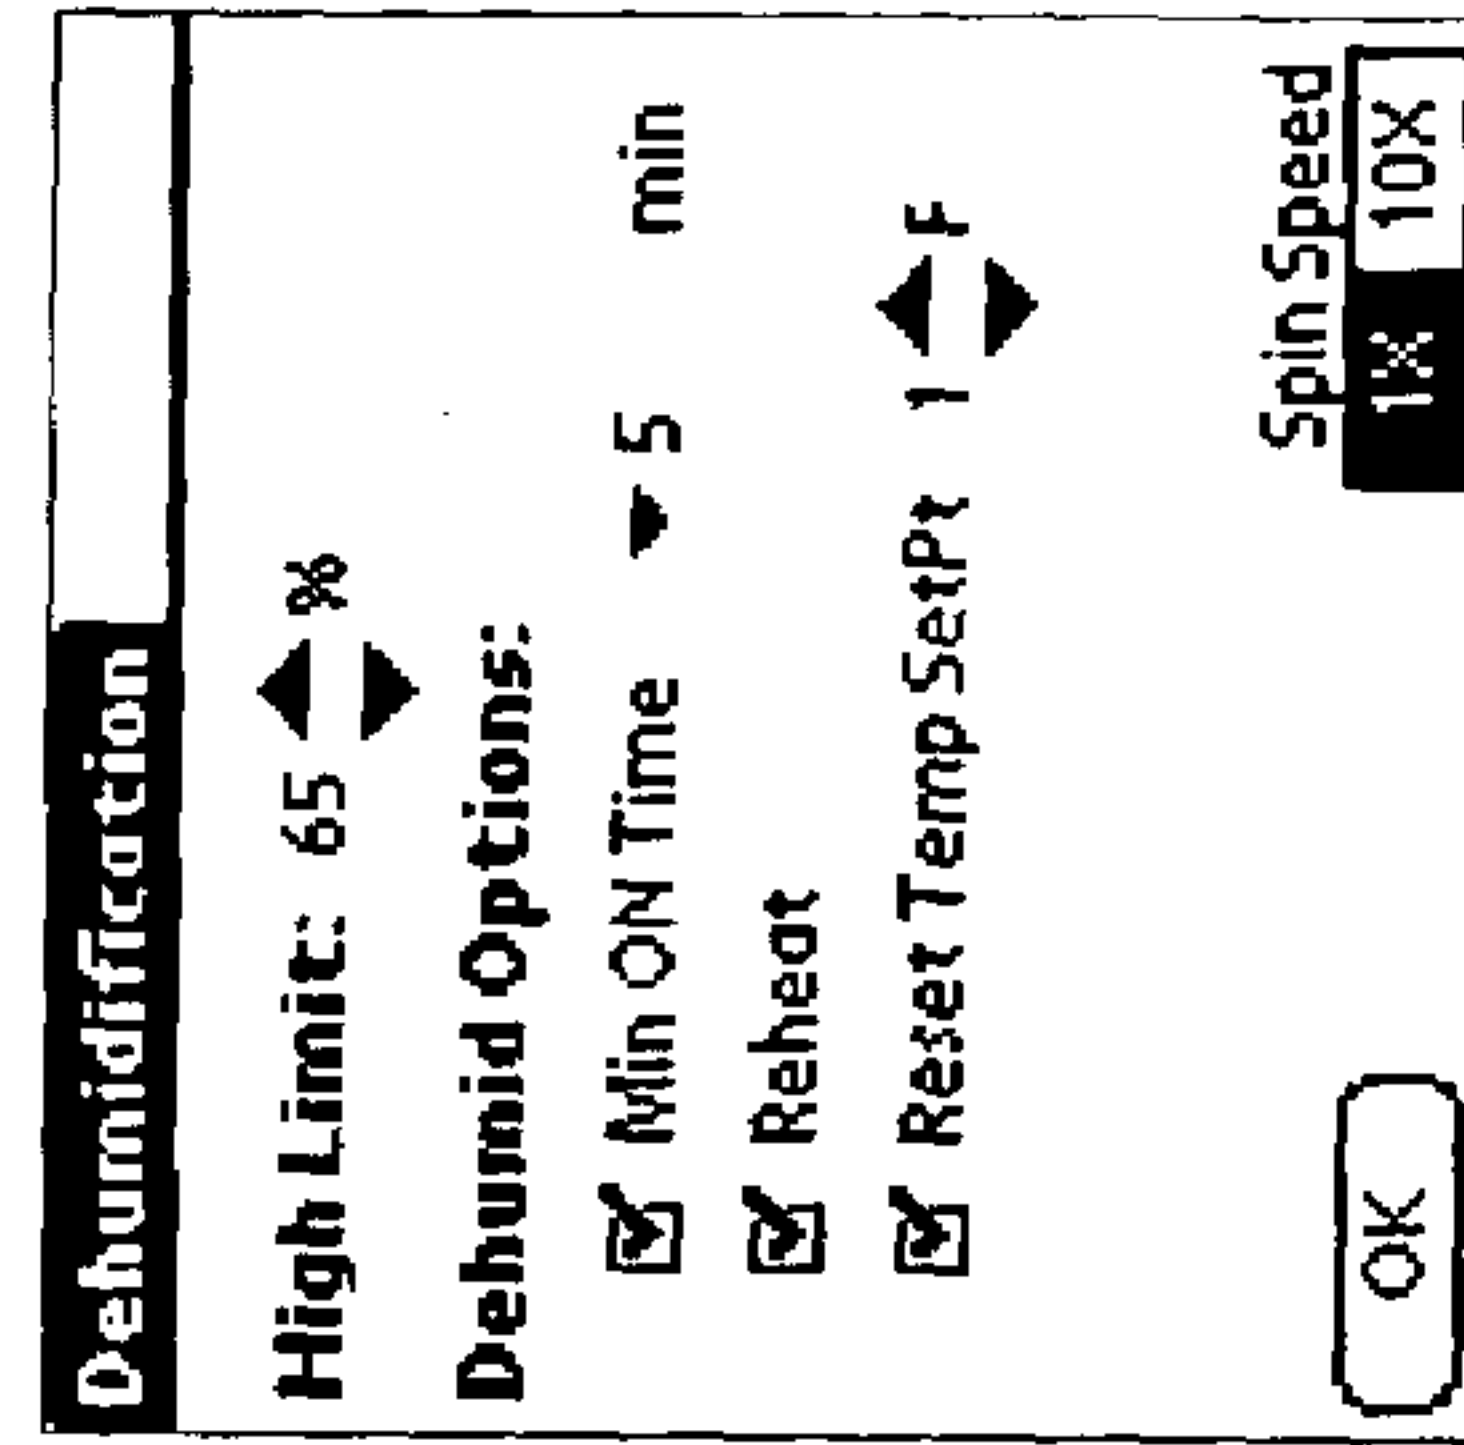 Dehumidification
High Limit: 65 %
Dehumid Options:
Min ON Time 5 min
Reheat
Reset Temp SetPt 1 F
Spin Speed
OK 1X 10X